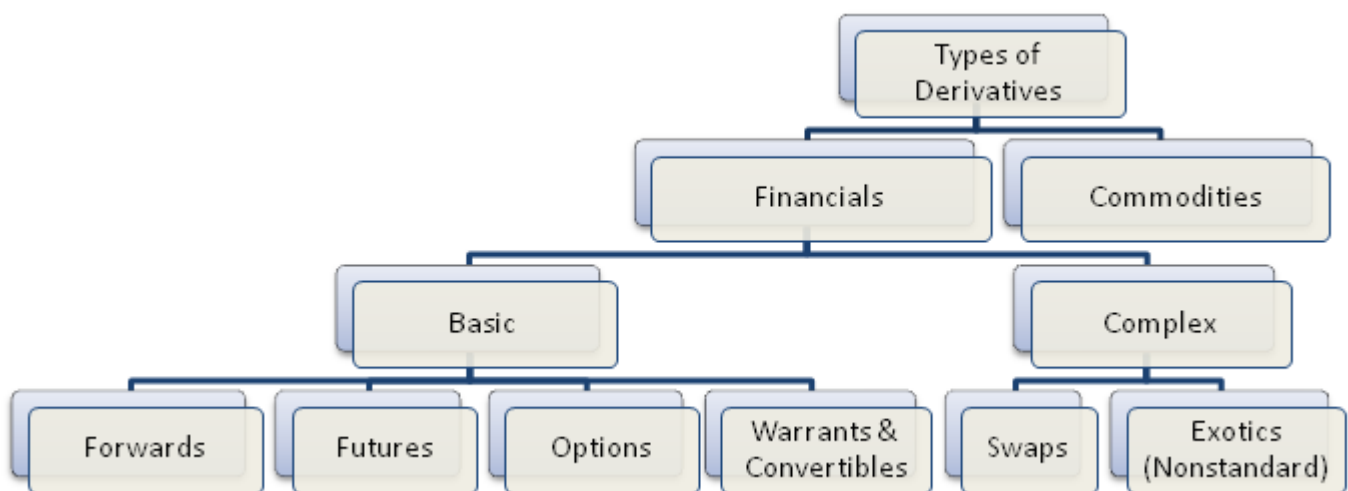 Types of
Derivatives
Financials
Commodities
Basic
Complex
Forwards
Futures
Options
Warrants &
Convertibles
Swaps
Exotics
(Nonstandard)